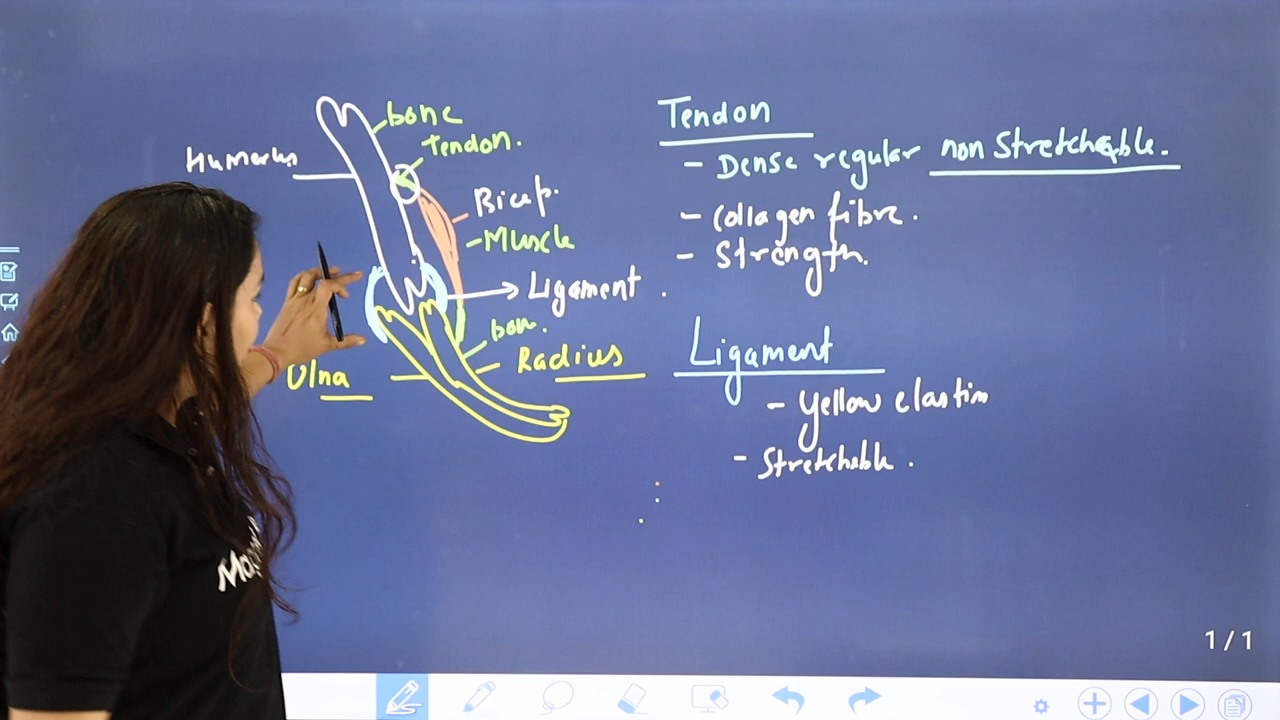 bone
Tendon.
Humerus
Bicep.
- Muscle
Ligament.
bon.
Radius
Ulna
Tendon
- Dense regular non Stretchable.
- Collagen fibre.
- Strength.
Ligament
- Yellow elastin
- Stretchable.
1 / 1